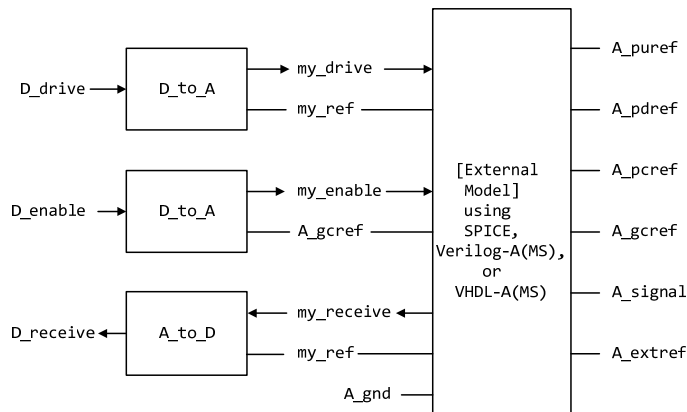 D_drive
D_to_A
my_drive
my_ref
D_enable
D_to_A
my_enable
A_gcref
D_receive
A_to_D
my_receive
my_ref
A_gnd
[External
Model]
using
SPICE,
Verilog-A(MS),
or
VHDL-A(MS)
A_puref
A_pdref
A_pcref
A_gcref
A_signal
A_extref